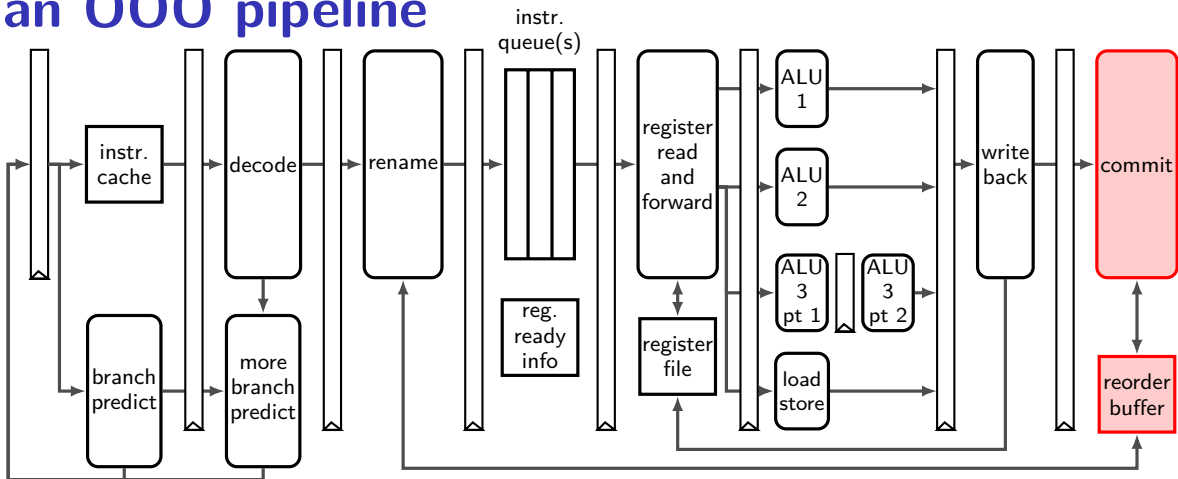 an OOO pipeline
instr.
queue(s)
instr.
cache
decode
rename
register
read
and
forward
ALU
1
ALU
2
ALU
3
pt 1
ALU
3
pt 2
load
store
write
back
commit
branch
predict
more
branch
predict
reg.
ready
info
register
file
reorder
buffer